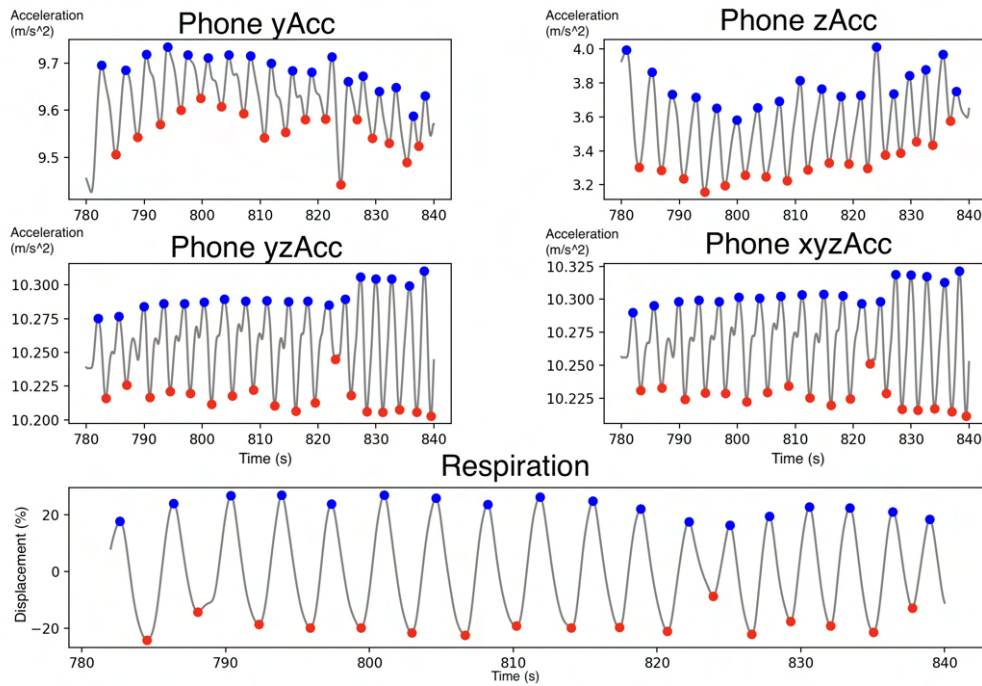 Acceleration
(m/s^2)
Phone yAcc
9.7
9.6
9.5
780 790 800 810 820 830 840
Acceleration
(m/s^2)
Phone zAcc
4.0
3.8
3.6
3.4
3.2
780 790 800 810 820 830 840
Acceleration
(m/s^2)
Phone yzAcc
10.300
10.275
10.250
10.225
10.200
780 790 800 810 820 830 840
Time (s)
Acceleration
(m/s^2)
Phone xyzAcc
10.325
10.300
10.275
10.250
10.225
780 790 800 810 820 830 840
Time (s)
Respiration
Displacement (%)
20
0
−20
780 790 800 810 820 830 840
Time (s)